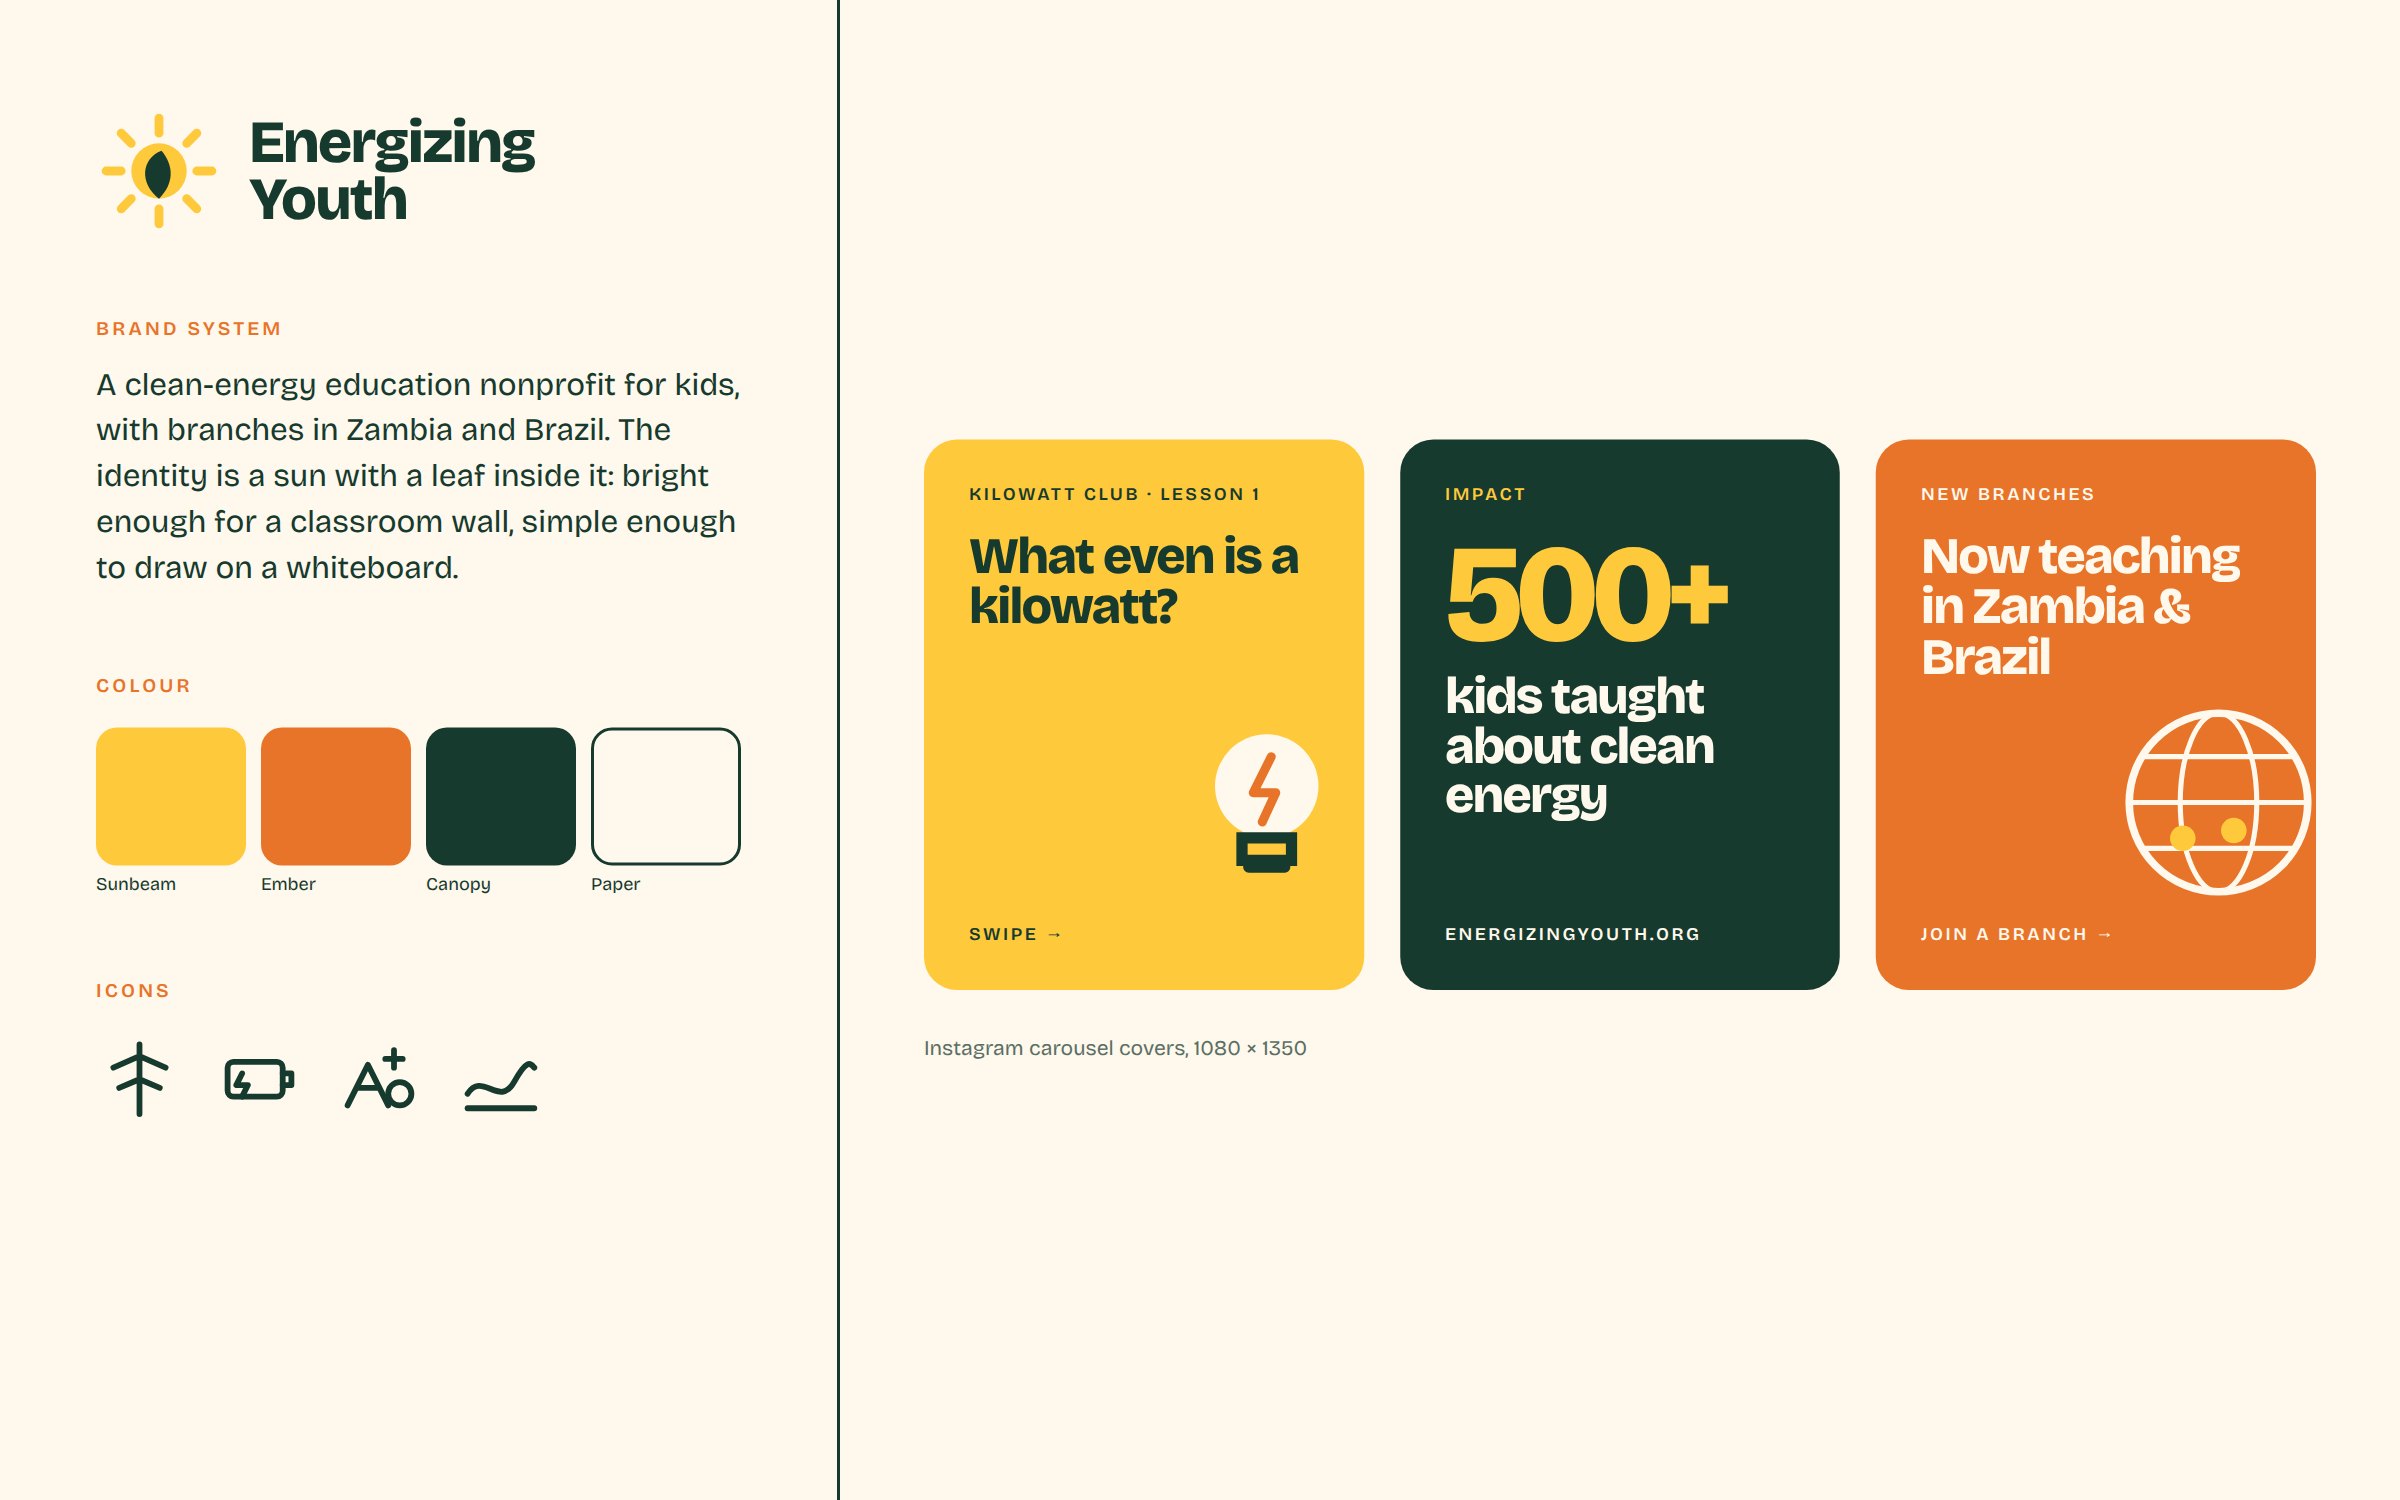 Energizing
Youth
BRAND SYSTEM
A clean-energy education nonprofit for kids,
with branches in Zambia and Brazil. The
identity is a sun with a leaf inside it: bright
enough for a classroom wall, simple enough
to draw on a whiteboard.
COLOUR
Sunbeam
Ember
Canopy
Paper
ICONS
KILOWATT CLUB · LESSON 1
What even is a
kilowatt?
SWIPE →
IMPACT
500+
kids taught
about clean
energy
ENERGIZINGYOUTH.ORG
NEW BRANCHES
Now teaching
in Zambia &
Brazil
JOIN A BRANCH →
Instagram carousel covers, 1080 × 1350